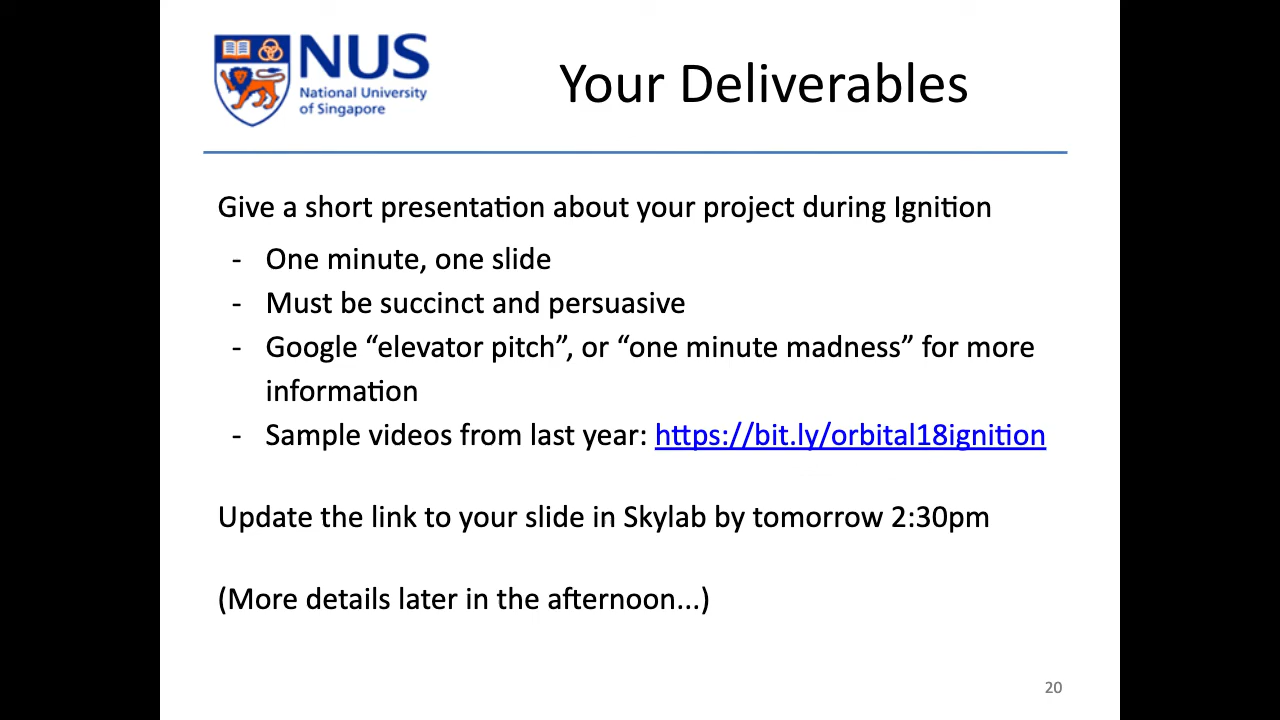 NUS
National University
of Singapore
Your Deliverables
Give a short presentation about your project during Ignition
- One minute, one slide
- Must be succinct and persuasive
- Google “elevator pitch”, or “one minute madness” for more
information
- Sample videos from last year: https://bit.ly/orbital18ignition
Update the link to your slide in Skylab by tomorrow 2:30pm
(More details later in the afternoon...)
20